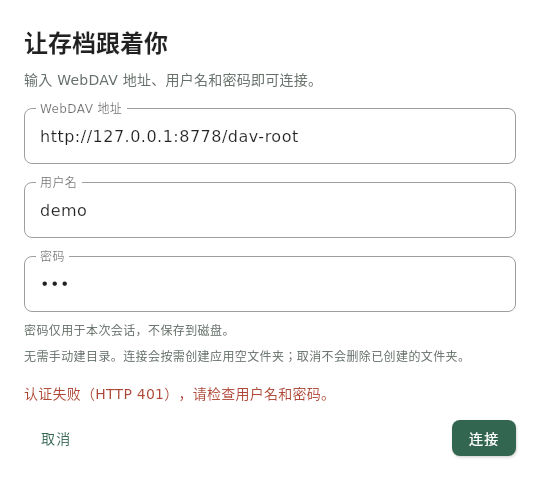 让存档跟着你
输入 WebDAV 地址、用户名和密码即可连接。
WebDAV 地址
http://127.0.0.1:8778/dav-root
用户名
demo
密码
•••
密码仅用于本次会话，不保存到磁盘。
无需手动建目录。连接会按需创建应用空文件夹；取消不会删除已创建的文件夹。
认证失败（HTTP 401），请检查用户名和密码。
取消
连接